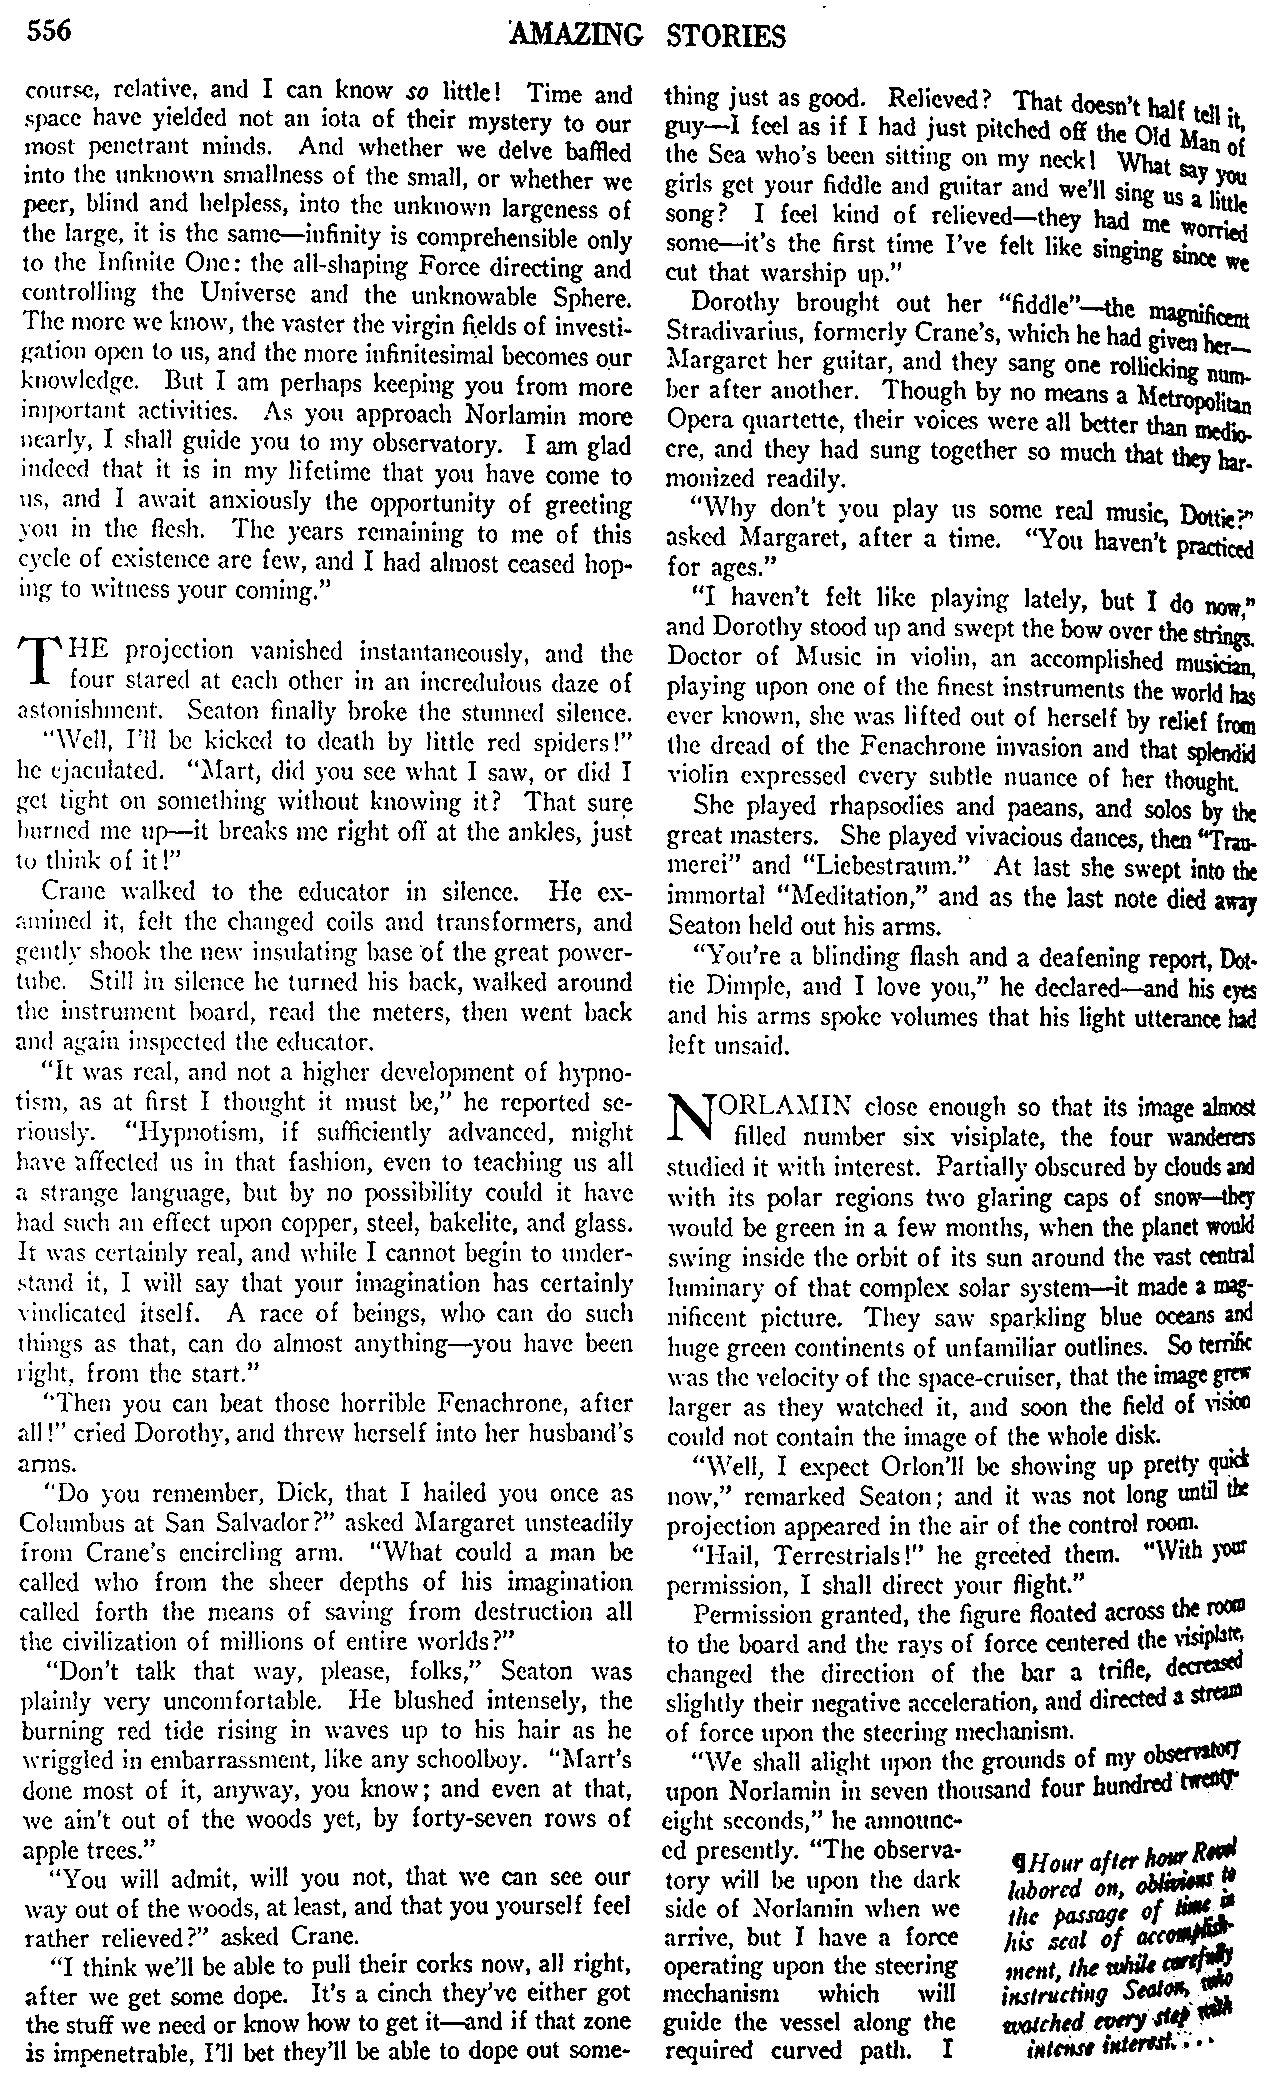 556
AMAZING STORIES
course, relative, and I can know so little! Time and
space have yielded not an iota of their mystery to our
most penetrant minds. And whether we delve baffled
into the unknown smallness of the small, or whether we
peer, blind and helpless, into the unknown largeness of
the large, it is the same—infinity is comprehensible only
to the Infinite One: the all-shaping Force directing and
controlling the Universe and the unknowable Sphere.
The more we know, the vaster the virgin fields of investi-
gation open to us, and the more infinitesimal becomes our
knowledge. But I am perhaps keeping you from more
important activities. As you approach Norlamin more
nearly, I shall guide you to my observatory. I am glad
indeed that it is in my lifetime that you have come to
us, and I await anxiously the opportunity of greeting
you in the flesh. The years remaining to me of this
cycle of existence are few, and I had almost ceased hop-
ing to witness your coming."
THE projection vanished instantaneously, and the
four stared at each other in an incredulous daze of
astonishment. Seaton finally broke the stunned silence.
"Well, I'll be kicked to death by little red spiders!"
he ejaculated. "Mart, did you see what I saw, or did I
get tight on something without knowing it? That sure
burned me up—it breaks me right off at the ankles, just
to think of it!"
Crane walked to the educator in silence. He ex-
amined it, felt the changed coils and transformers, and
gently shook the new insulating base of the great power-
tube. Still in silence he turned his back, walked around
the instrument board, read the meters, then went back
and again inspected the educator.
"It was real, and not a higher development of hypno-
tism, as at first I thought it must be," he reported se-
riously. "Hypnotism, if sufficiently advanced, might
have affected us in that fashion, even to teaching us all
a strange language, but by no possibility could it have
had such an effect upon copper, steel, bakelite, and glass.
It was certainly real, and while I cannot begin to under-
stand it, I will say that your imagination has certainly
vindicated itself. A race of beings, who can do such
things as that, can do almost anything—you have been
right, from the start."
"Then you can beat those horrible Fenachrone, after
all!" cried Dorothy, and threw herself into her husband's
arms.
"Do you remember, Dick, that I hailed you once as
Columbus at San Salvador?" asked Margaret unsteadily
from Crane's encircling arm. "What could a man be
called who from the sheer depths of his imagination
called forth the means of saving from destruction all
the civilization of millions of entire worlds?"
"Don't talk that way, please, folks," Seaton was
plainly very uncomfortable. He blushed intensely, the
burning red tide rising in waves up to his hair as he
wriggled in embarrassment, like any schoolboy. "Mart's
done most of it, anyway, you know; and even at that,
we ain't out of the woods yet, by forty-seven rows of
apple trees."
"You will admit, will you not, that we can see our
way out of the woods, at least, and that you yourself feel
rather relieved?" asked Crane.
"I think we'll be able to pull their corks now, all right,
after we get some dope. It's a cinch they've either got
the stuff we need or know how to get it—and if that zone
is impenetrable, I'll bet they'll be able to dope out some-
thing just as good. Relieved? That doesn't half tell it,
guy—I feel as if I had just pitched off the Old Man of
the Sea who's been sitting on my neck! What say you
girls get your fiddle and guitar and we'll sing us a little
song? I feel kind of relieved—they had me worried
some—it's the first time I've felt like singing since we
cut that warship up."
Dorothy brought out her "fiddle"—the magnificent
Stradivarius, formerly Crane's, which he had given her—
Margaret her guitar, and they sang one rollicking num-
ber after another. Though by no means a Metropolitan
Opera quartette, their voices were all better than medio-
cre, and they had sung together so much that they har-
monized readily.
"Why don't you play us some real music, Dottie?"
asked Margaret, after a time. "You haven't practiced
for ages."
"I haven't felt like playing lately, but I do now,"
and Dorothy stood up and swept the bow over the strings.
Doctor of Music in violin, an accomplished musician,
playing upon one of the finest instruments the world has
ever known, she was lifted out of herself by relief from
the dread of the Fenachrone invasion and that splendid
violin expressed every subtle nuance of her thought.
She played rhapsodies and paeans, and solos by the
great masters. She played vivacious dances, then "Trau-
merei" and "Liebestraum." At last she swept into the
immortal "Meditation," and as the last note died away
Seaton held out his arms.
"You're a blinding flash and a deafening report, Dot-
tie Dimple, and I love you," he declared—and his eyes
and his arms spoke volumes that his light utterance had
left unsaid.
NORLAMIN close enough so that its image almost
filled number six visiplate, the four wanderers
studied it with interest. Partially obscured by clouds and
with its polar regions two glaring caps of snow—they
would be green in a few months, when the planet would
swing inside the orbit of its sun around the vast central
luminary of that complex solar system—it made a mag-
nificent picture. They saw sparkling blue oceans and
huge green continents of unfamiliar outlines. So terrific
was the velocity of the space-cruiser, that the image grew
larger as they watched it, and soon the field of vision
could not contain the image of the whole disk.
"Well, I expect Orlon'll be showing up pretty quick
now," remarked Seaton; and it was not long until the
projection appeared in the air of the control room.
"Hail, Terrestrials!" he greeted them. "With your
permission, I shall direct your flight."
Permission granted, the figure floated across the room
to the board and the rays of force centered the visiplate,
changed the direction of the bar a trifle, decreased
slightly their negative acceleration, and directed a stream
of force upon the steering mechanism.
"We shall alight upon the grounds of my observatory
upon Norlamin in seven thousand four hundred twenty-
eight seconds," he announc-
ed presently. "The observa-
tory will be upon the dark
side of Norlamin when we
arrive, but I have a force
operating upon the steering
mechanism which will
guide the vessel along the
required curved path. I
¶Hour after hour Rovol
labored on, oblivious to
the passage of time in
his zeal of accomplish-
ment, the while carefully
instructing Seaton, who
watched every step with
intense interest. . . .